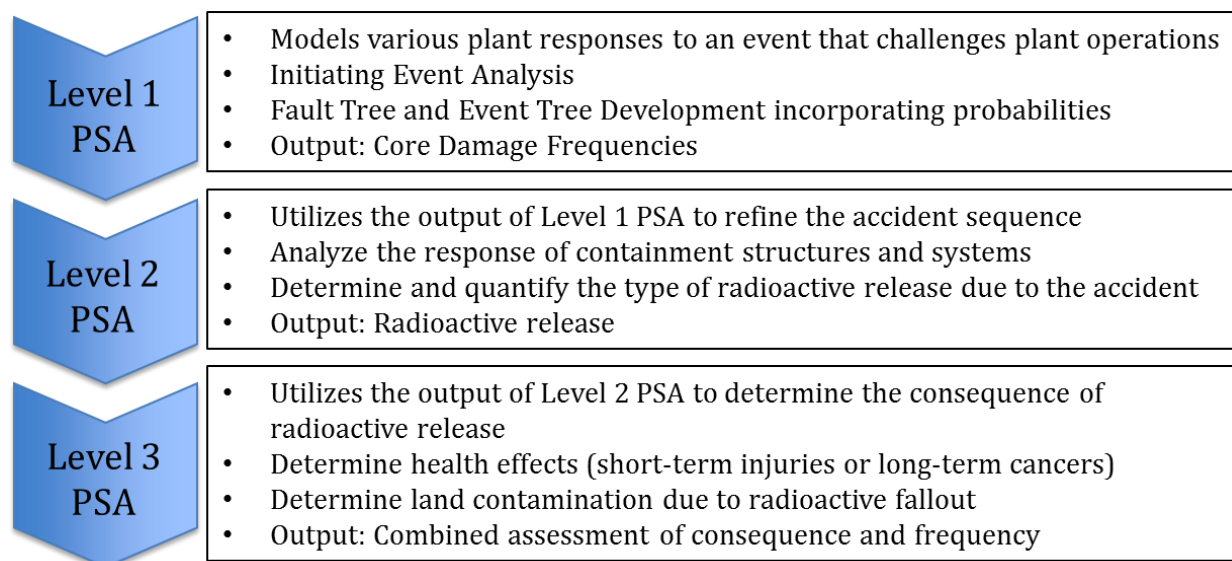 Level 1
PSA
• Models various plant responses to an event that challenges plant operations
• Initiating Event Analysis
• Fault Tree and Event Tree Development incorporating probabilities
• Output: Core Damage Frequencies
Level 2
PSA
• Utilizes the output of Level 1 PSA to refine the accident sequence
• Analyze the response of containment structures and systems
• Determine and quantify the type of radioactive release due to the accident
• Output: Radioactive release
Level 3
PSA
• Utilizes the output of Level 2 PSA to determine the consequence of
radioactive release
• Determine health effects (short-term injuries or long-term cancers)
• Determine land contamination due to radioactive fallout
• Output: Combined assessment of consequence and frequency